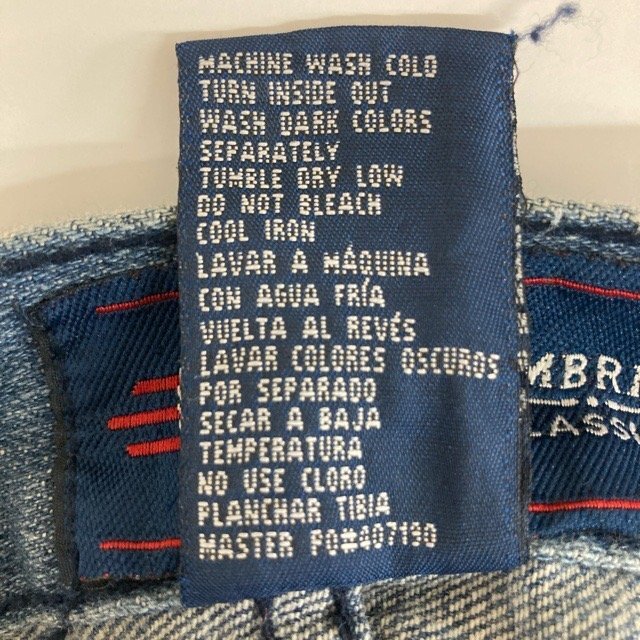 MACHINE WASH COLD
TURN INSIDE OUT
WASH DARK COLORS
SEPARATELY
TUMBLE DRY LOW
DO NOT BLEACH
COOL IRON
LAVAR A MÁQUINA
CON AGUA FRÍA
VUELTA AL REVÉS
LAVAR COLORES OSCUROS
POR SEPARADO
SECAR A BAJA
TEMPERATURA
NO USE CLORO
PLANCHAR TIBIA
MASTER PO#407190